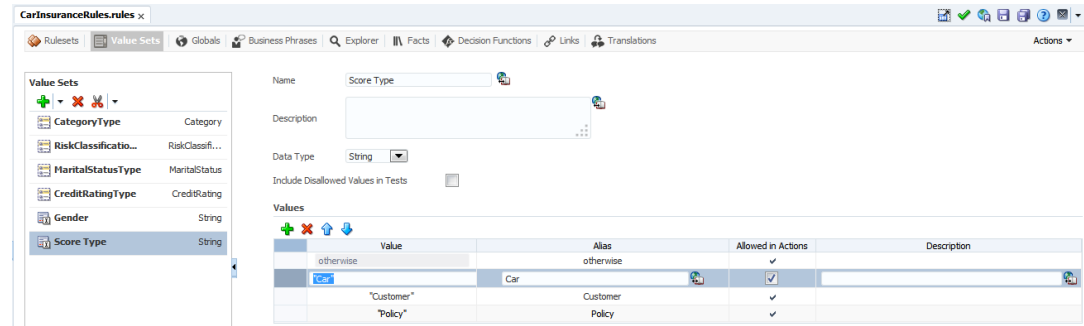 CarInsuranceRules.rules ×
Rulesets Value Sets Globals Business Phrases Explorer Facts Decision Functions Links Translations Actions
Value Sets
CategoryType Category
RiskClassificatio... RiskClassifi...
MaritalStatusType MaritalStatus
CreditRatingType CreditRating
Gender String
Score Type String
Name Score Type
Description
Data Type String
Include Disallowed Values in Tests
Values
Value Alias Allowed in Actions Description
otherwise otherwise
"Car" Car
"Customer" Customer
"Policy" Policy